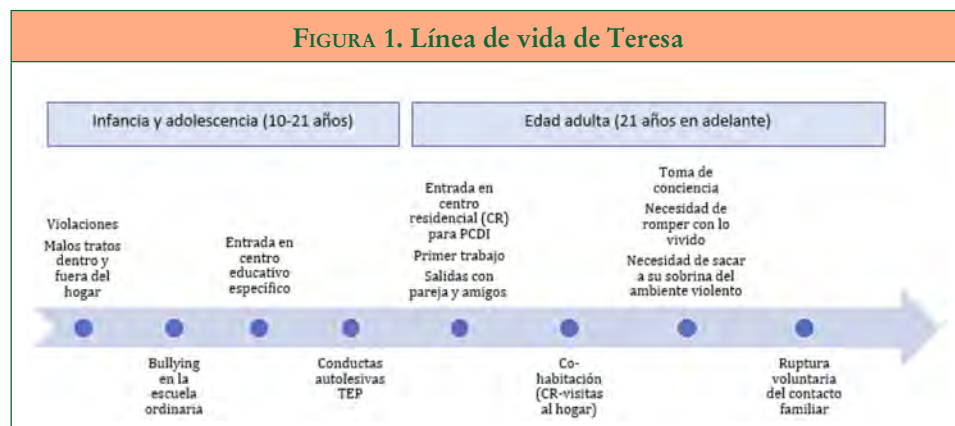 FIGURA 1. Línea de vida de Teresa
Infancia y adolescencia (10-21 años)
Edad adulta (21 años en adelante)
Violaciones
Malos tratos
dentro y
fuera del
hogar
Bullying
en la
escuela
ordinaria
Entrada en
centro
educativo
específico
Conductas
autolesivas
TEP
Entrada en
centro
residencial (CR)
para PCDI
Primer trabajo
Salidas con
pareja y amigos
Co-
habitación
(CR-visitas
al hogar)
Toma de
conciencia
Necesidad de
romper con lo
vivido
Necesidad de sacar
a su sobrina del
ambiente violento
Ruptura
voluntaria
del contacto
familiar